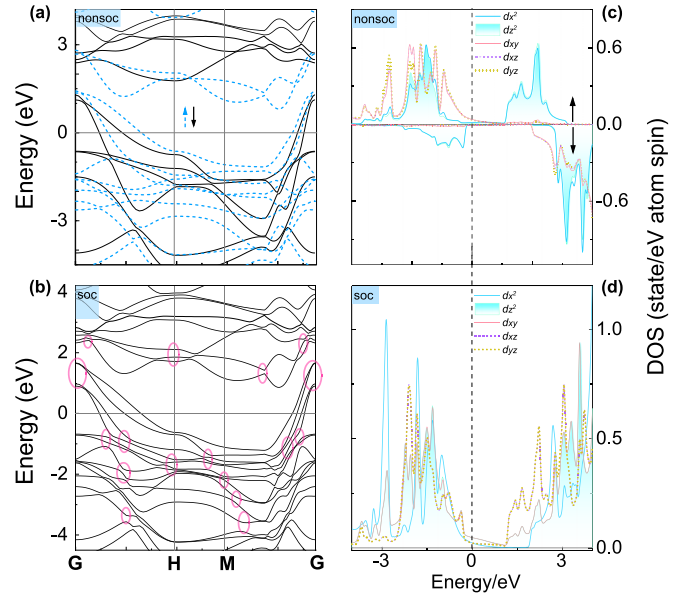 (a)
nonsoc
3
0
-3
Energy (eV)
(b)
soc
4
2
0
-2
-4
Energy (eV)
G
H
M
G
nonsoc
(c)
dx²
dz²
dxy
dxz
dyz
0.6
0.0
-0.6
DOS (state/eV atom spin)
soc
(d)
dx²
dz²
dxy
dxz
dyz
1.2
0.5
0.0
-3
0
3
Energy/eV